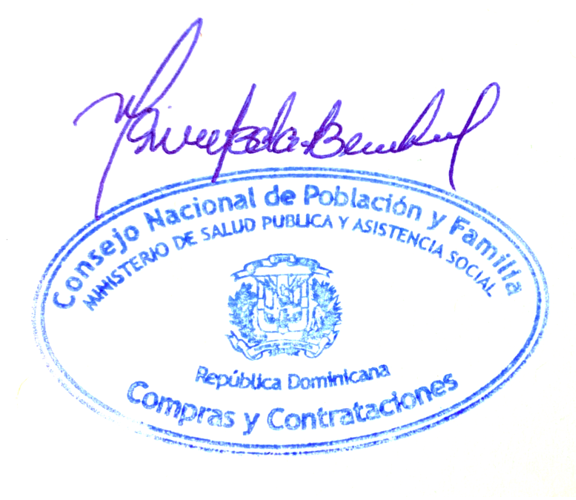 Consejo Nacional de Población y Familia
MINISTERIO DE SALUD PUBLICA Y ASISTENCIA SOCIAL
República Dominicana
Compras y Contrataciones